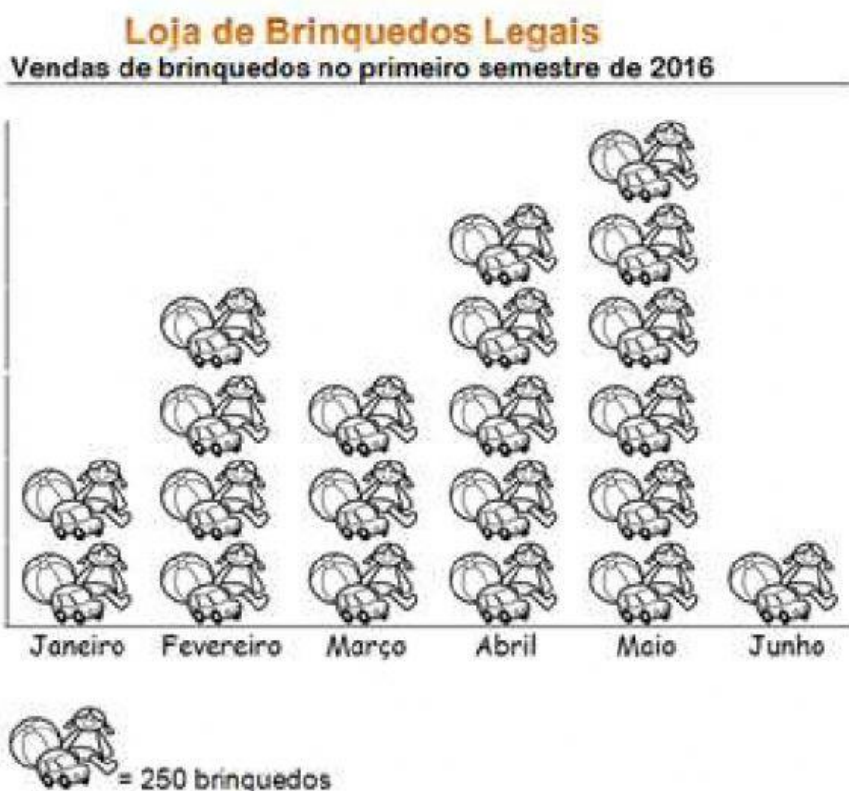 Loja de Brinquedos Legais
Vendas de brinquedos no primeiro semestre de 2016
Janeiro Fevereiro Março Abril Maio Junho
= 250 brinquedos